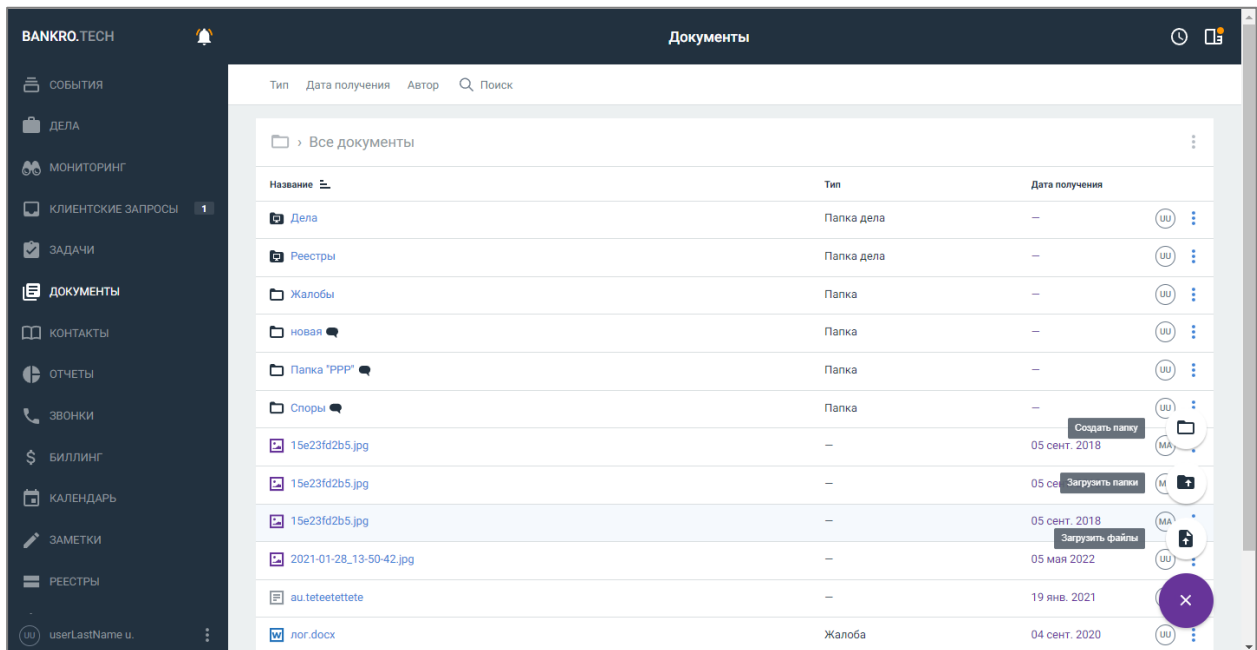 BANKRO.TECH
Документы
СОБЫТИЯ
ДЕЛА
МОНИТОРИНГ
КЛИЕНТСКИЕ ЗАПРОСЫ 1
ЗАДАЧИ
ДОКУМЕНТЫ
КОНТАКТЫ
ОТЧЕТЫ
ЗВОНКИ
БИЛЛИНГ
КАЛЕНДАРЬ
ЗАМЕТКИ
РЕЕСТРЫ
UU userLastName u.
Тип Дата получения Автор Поиск
› Все документы
Название Тип Дата получения
Дела Папка дела – UU
Реестры Папка дела – UU
Жалобы Папка – UU
новая Папка – UU
Папка "PPP" Папка – UU
Споры Папка – UU
Создать папку
15e23fd2b5.jpg – 05 сент. 2018 MA
15e23fd2b5.jpg – 05 се M
Загрузить папки
15e23fd2b5.jpg – 05 сент. 2018 MA
Загрузить файлы
2021-01-28_13-50-42.jpg – 05 мая 2022 UU
au.teteetettete – 19 янв. 2021
лог.docx Жалоба 04 сент. 2020 UU